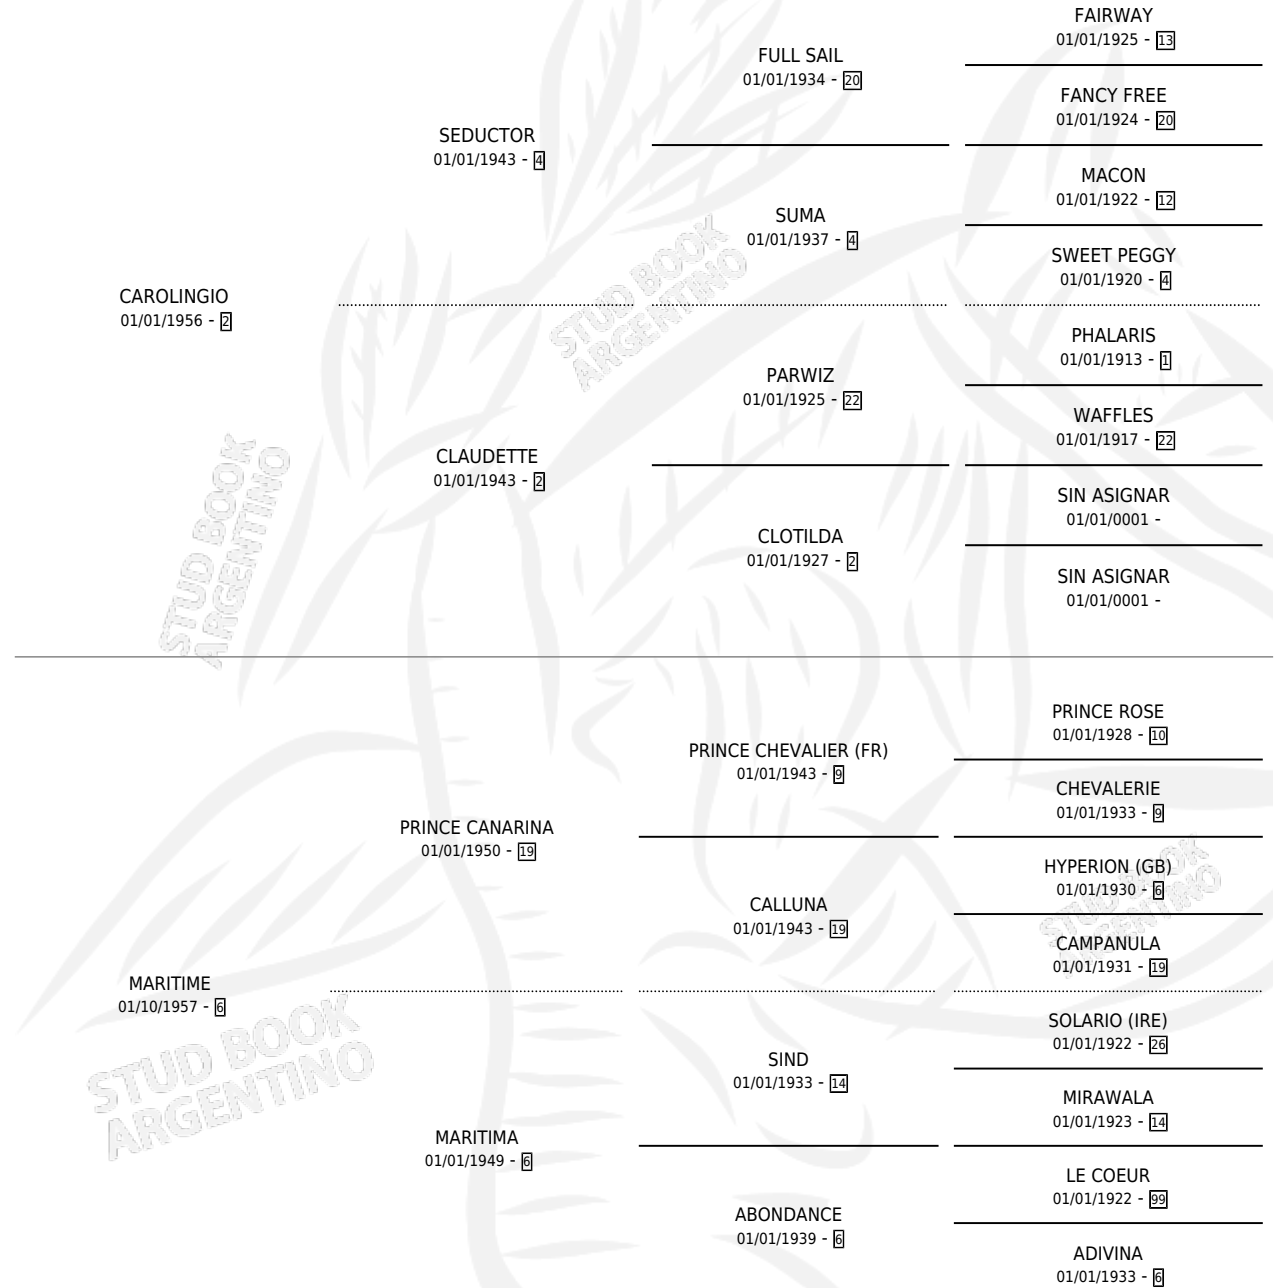 FAIRWAY
01/01/1925 - 13
FULL SAIL
01/01/1934 - 20
FANCY FREE
01/01/1924 - 20
SEDUCTOR
01/01/1943 - 4
MACON
01/01/1922 - 12
SUMA
01/01/1937 - 4
SWEET PEGGY
01/01/1920 - 4
CAROLINGIO
01/01/1956 - 2
PHALARIS
01/01/1913 - 1
PARWIZ
01/01/1925 - 22
WAFFLES
01/01/1917 - 22
CLAUDETTE
01/01/1943 - 2
SIN ASIGNAR
01/01/0001 -
CLOTILDA
01/01/1927 - 2
SIN ASIGNAR
01/01/0001 -
PRINCE ROSE
01/01/1928 - 10
PRINCE CHEVALIER (FR)
01/01/1943 - 9
CHEVALERIE
01/01/1933 - 9
PRINCE CANARINA
01/01/1950 - 19
HYPERION (GB)
01/01/1930 - 6
CALLUNA
01/01/1943 - 19
CAMPANULA
01/01/1931 - 19
MARITIME
01/10/1957 - 6
SOLARIO (IRE)
01/01/1922 - 26
SIND
01/01/1933 - 14
MIRAWALA
01/01/1923 - 14
MARITIMA
01/01/1949 - 6
LE COEUR
01/01/1922 - 99
ABONDANCE
01/01/1939 - 6
ADIVINA
01/01/1933 - 6
STUD BOOK
ARGENTINO
STUD BOOK
ARGENTINO
STUD BOOK
ARGENTINO
STUD BOOK
ARGENTINO